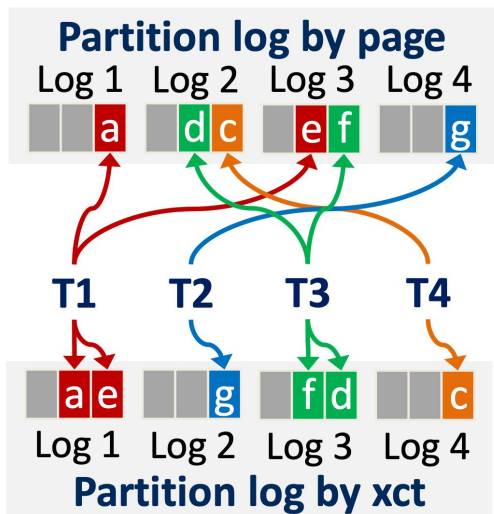 Partition log by page
Log 1 Log 2 Log 3 Log 4
a d c e f g
T1 T2 T3 T4
a e g f d c
Log 1 Log 2 Log 3 Log 4
Partition log by xct